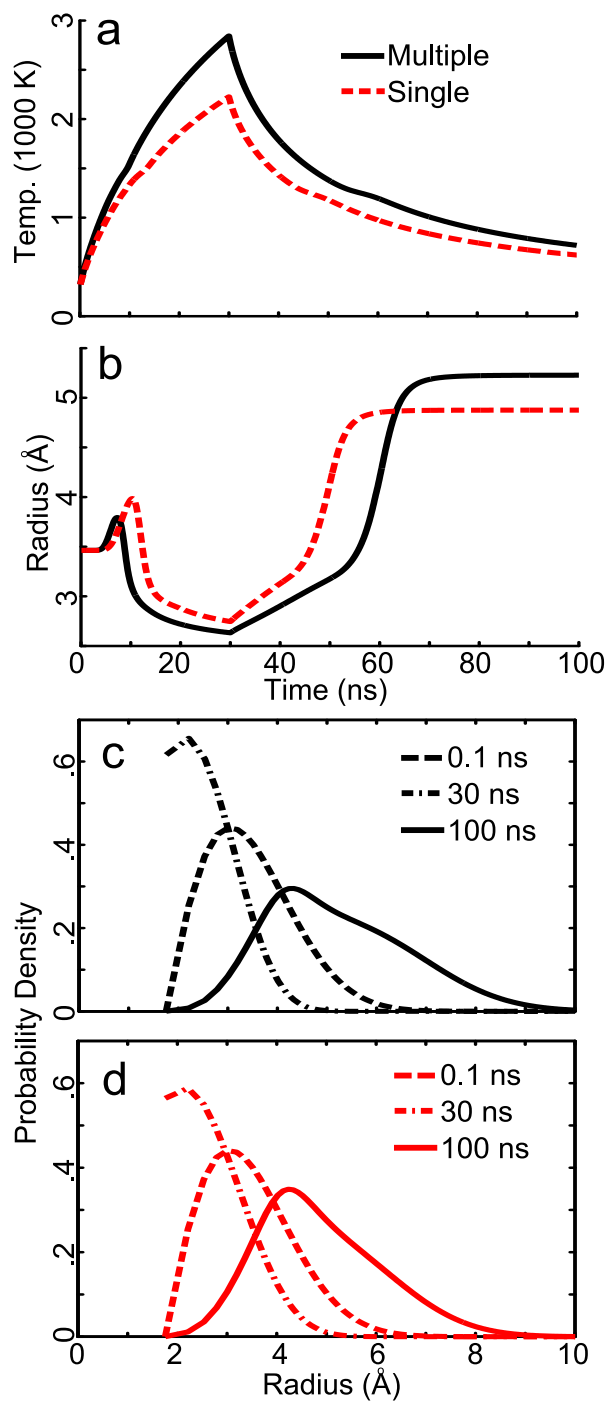 a
Multiple
Single
Temp. (1000 K)
3
2
1
0
b
Radius (Å)
5
4
3
0 20 40 60 80 100
Time (ns)
c
0.1 ns
30 ns
100 ns
.6
.4
.2
.0
Probability Density
d
0.1 ns
30 ns
100 ns
.6
.4
.2
.0
0 2 4 6 8 10
Radius (Å)